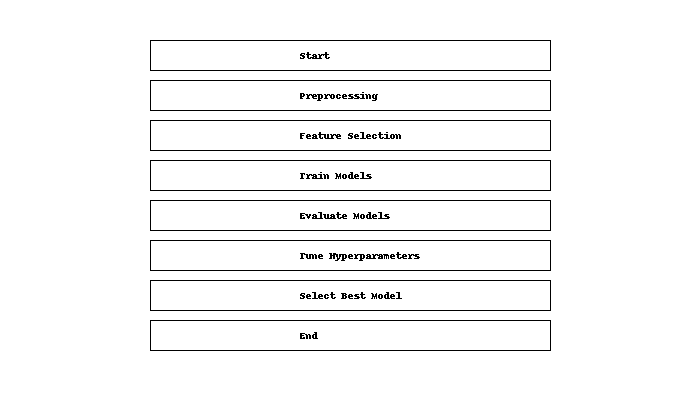 Start
Preprocessing
Feature Selection
Train Models
Evaluate Models
Tune Hyperparameters
Select Best Model
End